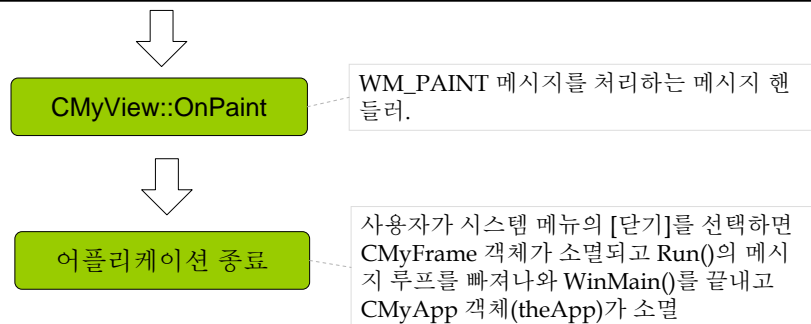 CMyView::OnPaint
WM_PAINT 메시지를 처리하는 메시지 핸
들러.
어플리케이션 종료
사용자가 시스템 메뉴의 [닫기]를 선택하면
CMyFrame 객체가 소멸되고 Run()의 메시
지 루프를 빠져나와 WinMain()를 끝내고
CMyApp 객체(theApp)가 소멸